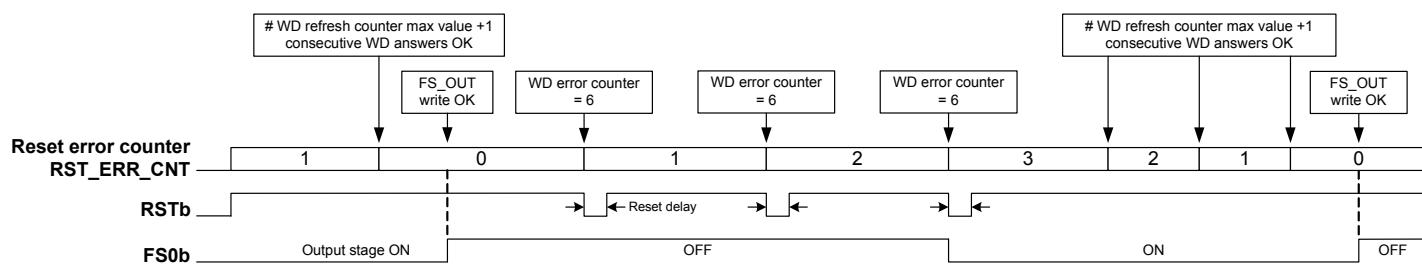 # WD refresh counter max value +1
consecutive WD answers OK
# WD refresh counter max value +1
consecutive WD answers OK
FS_OUT
write OK
WD error counter
= 6
WD error counter
= 6
WD error counter
= 6
FS_OUT
write OK
Reset error counter
RST_ERR_CNT
1 0 1 2 3 2 1 0
RSTb
Reset delay
FS0b
Output stage ON OFF ON OFF